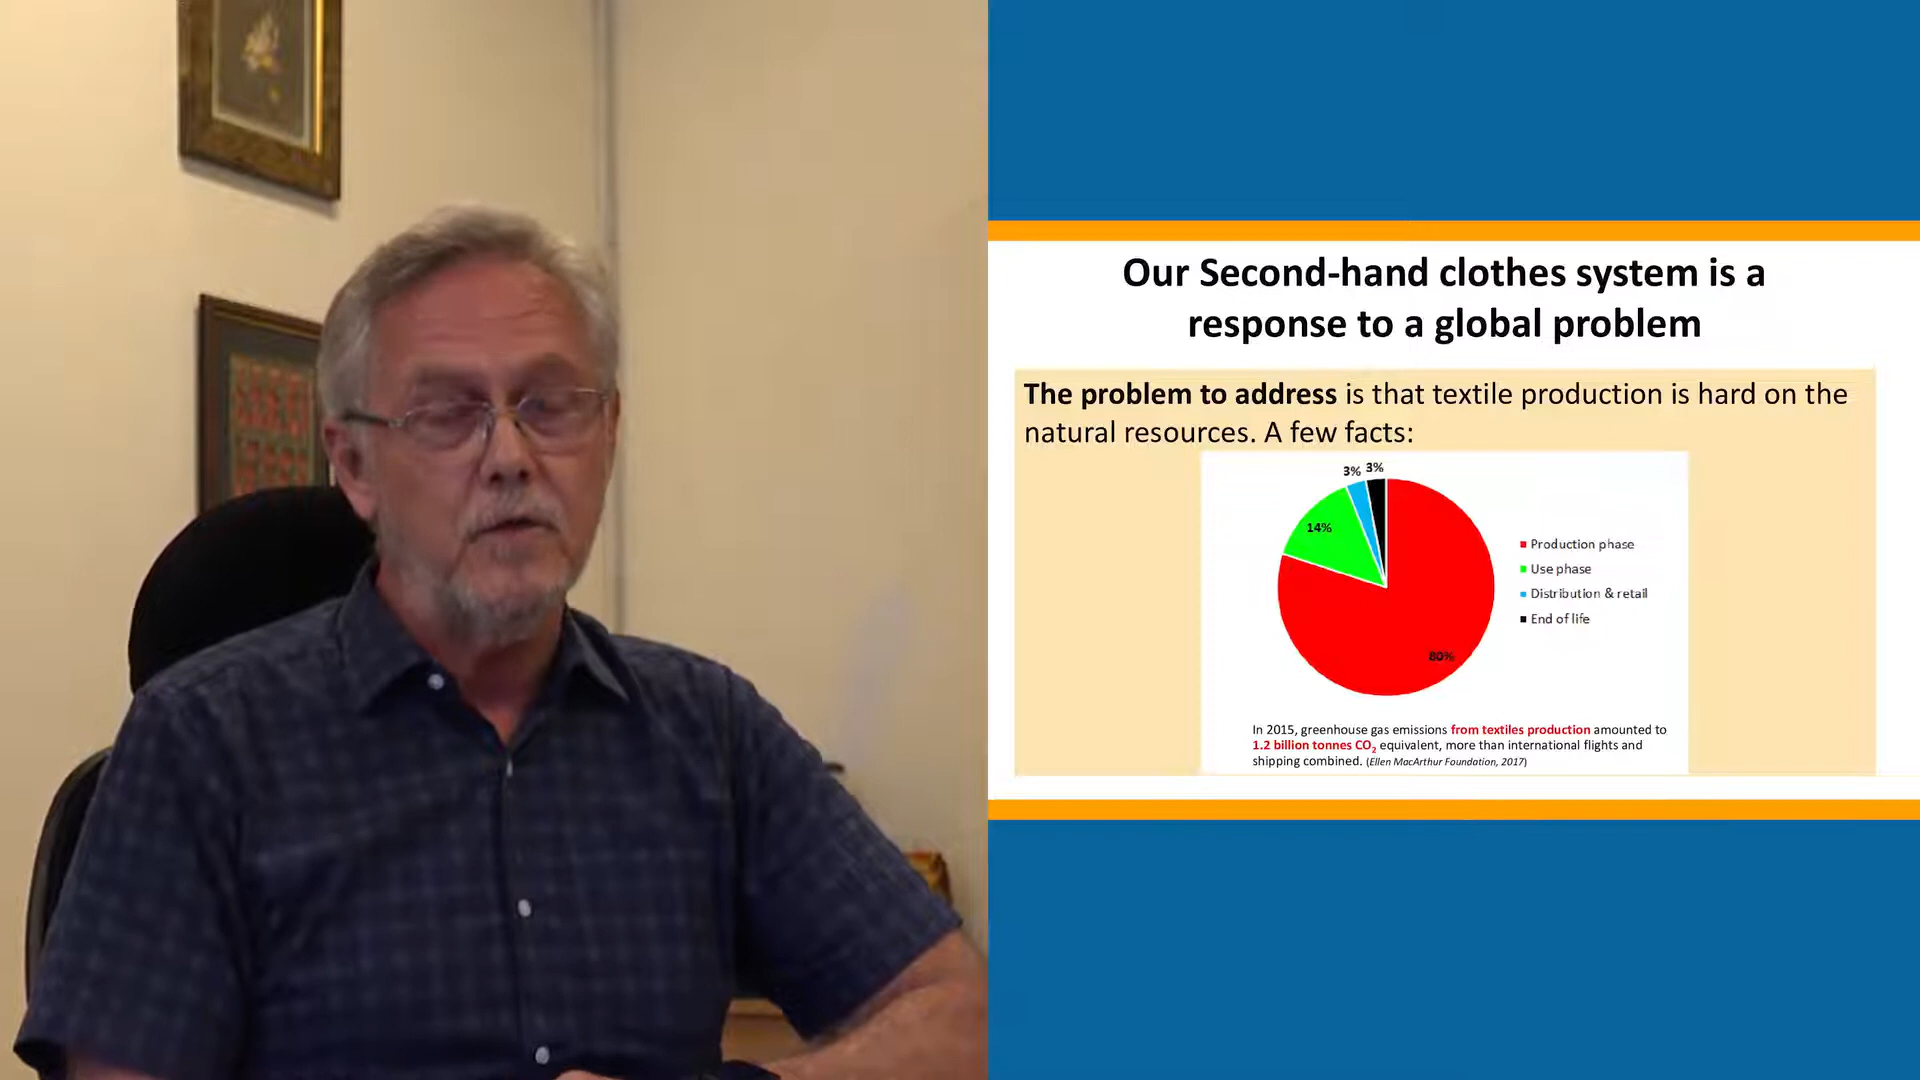 Our Second-hand clothes system is a
response to a global problem
The problem to address is that textile production is hard on the
natural resources. A few facts:
3% 3%
14%
80%
Production phase
Use phase
Distribution & retail
End of life
In 2015, greenhouse gas emissions from textiles production amounted to
1.2 billion tonnes CO₂ equivalent, more than international flights and
shipping combined. (Ellen MacArthur Foundation, 2017)